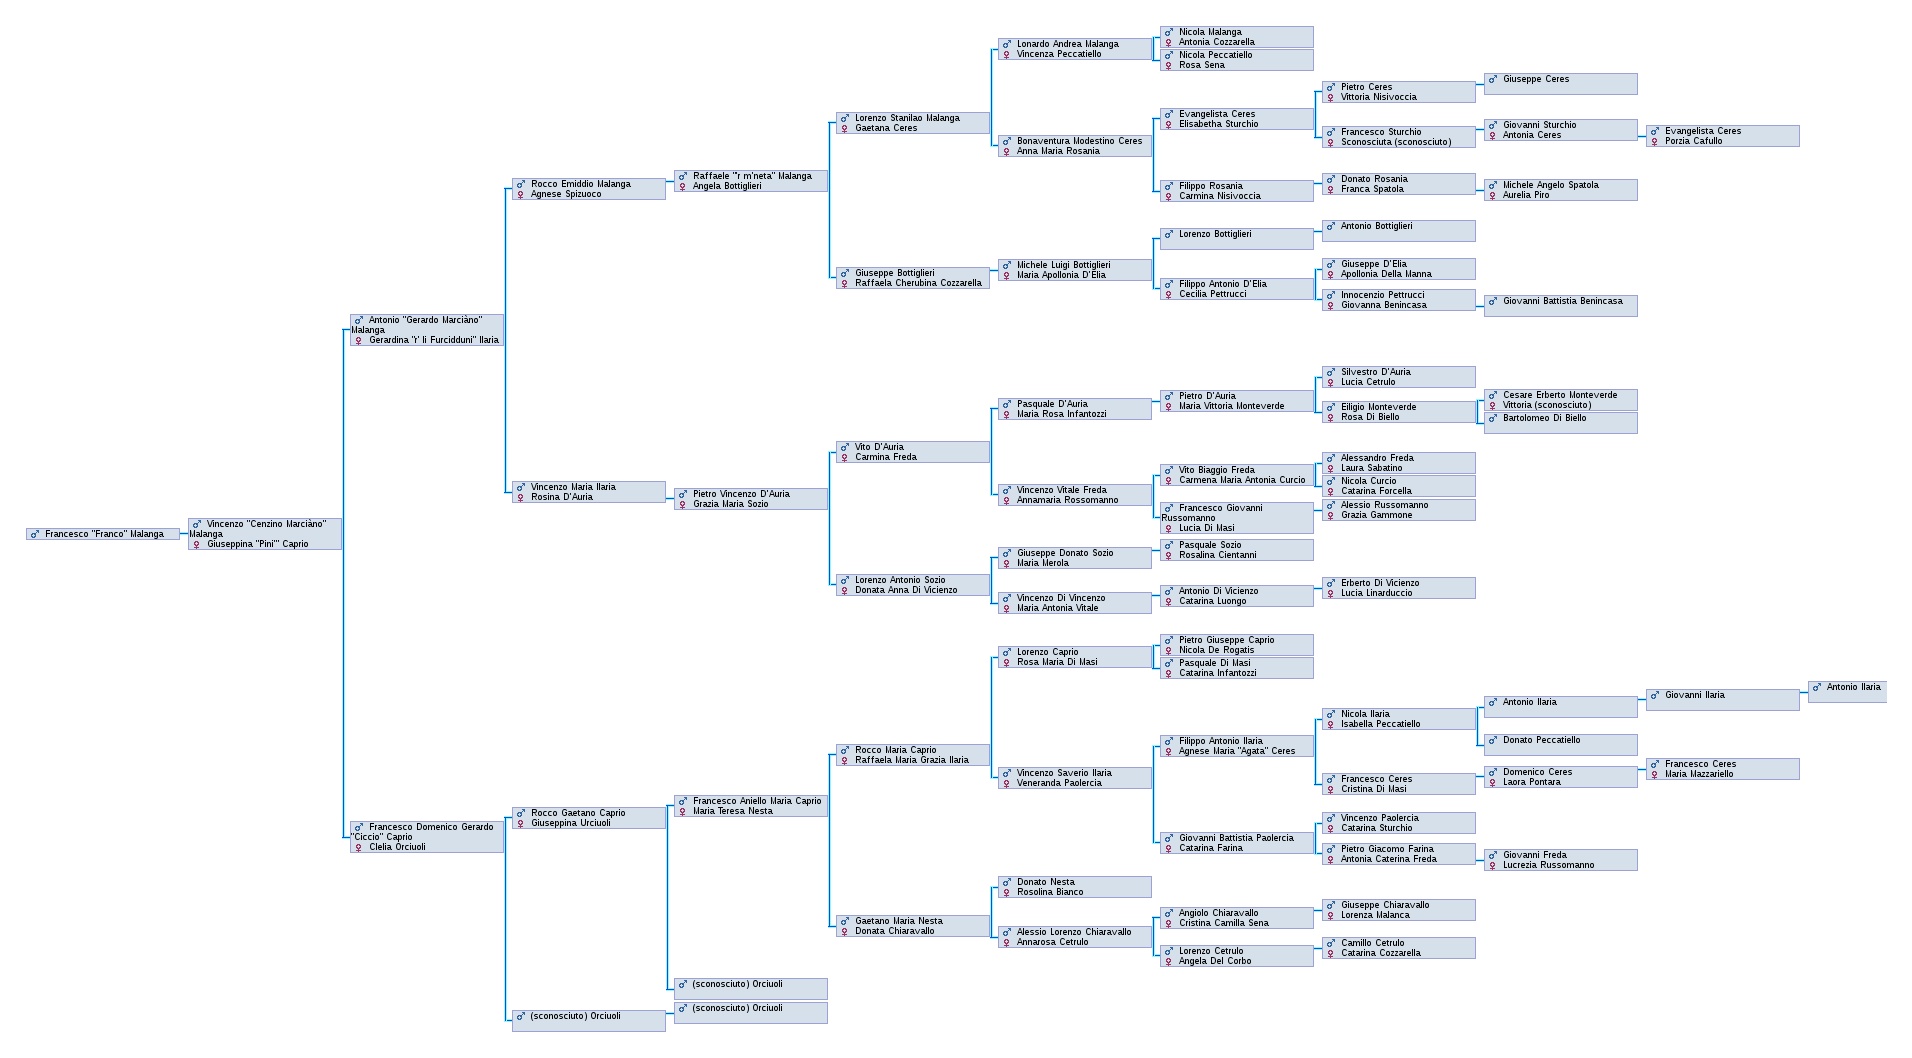 Francesco "Franco" Malanga
Vincenzo "Cenzino Marciàno"
Malanga
Giuseppina "Pini'" Caprio
Antonio "Gerardo Marciàno"
Malanga
Gerardina "r' li Furcidduni" Ilaria
Francesco Domenico Gerardo
"Ciccio" Caprio
Clelia Orciuoli
Rocco Emiddio Malanga
Agnese Spizuoco
Vincenzo Maria Ilaria
Rosina D'Auria
Rocco Gaetano Caprio
Giuseppina Urciuoli
(sconosciuto) Orciuoli
Raffaele "'r m'neta" Malanga
Angela Bottiglieri
Pietro Vincenzo D'Auria
Grazia Maria Sozio
Francesco Aniello Maria Caprio
Maria Teresa Nesta
(sconosciuto) Orciuoli
(sconosciuto) Orciuoli
Lorenzo Stanilao Malanga
Gaetana Ceres
Giuseppe Bottiglieri
Raffaela Cherubina Cozzarella
Vito D'Auria
Carmina Freda
Lorenzo Antonio Sozio
Donata Anna Di Vicienzo
Rocco Maria Caprio
Raffaela Maria Grazia Ilaria
Gaetano Maria Nesta
Donata Chiaravallo
Lonardo Andrea Malanga
Vincenza Peccatiello
Bonaventura Modestino Ceres
Anna Maria Rosania
Michele Luigi Bottiglieri
Maria Apollonia D'Elia
Pasquale D'Auria
Maria Rosa Infantozzi
Vincenzo Vitale Freda
Annamaria Rossomanno
Giuseppe Donato Sozio
Maria Merola
Vincenzo Di Vincenzo
Maria Antonia Vitale
Lorenzo Caprio
Rosa Maria Di Masi
Vincenzo Saverio Ilaria
Veneranda Paolercia
Donato Nesta
Rosolina Bianco
Alessio Lorenzo Chiaravallo
Annarosa Cetrulo
Nicola Malanga
Antonia Cozzarella
Nicola Peccatiello
Rosa Sena
Evangelista Ceres
Elisabetha Sturchio
Filippo Rosania
Carmina Nisivoccia
Lorenzo Bottiglieri
Filippo Antonio D'Elia
Cecilia Pettrucci
Pietro D'Auria
Maria Vittoria Monteverde
Vito Biaggio Freda
Carmena Maria Antonia Curcio
Francesco Giovanni
Russomanno
Lucia Di Masi
Pasquale Sozio
Rosalina Cientanni
Antonio Di Vicienzo
Catarina Luongo
Pietro Giuseppe Caprio
Nicola De Rogatis
Pasquale Di Masi
Catarina Infantozzi
Filippo Antonio Ilaria
Agnese Maria "Agata" Ceres
Giovanni Battistia Paolercia
Catarina Farina
Angiolo Chiaravallo
Cristina Camilla Sena
Lorenzo Cetrulo
Angela Del Corbo
Pietro Ceres
Vittoria Nisivoccia
Francesco Sturchio
Sconosciuta (sconosciuto)
Donato Rosania
Franca Spatola
Antonio Bottiglieri
Giuseppe D'Elia
Apollonia Della Manna
Innocenzio Pettrucci
Giovanna Benincasa
Silvestro D'Auria
Lucia Cetrulo
Eiligio Monteverde
Rosa Di Biello
Alessandro Freda
Laura Sabatino
Nicola Curcio
Catarina Forcella
Alessio Russomanno
Grazia Gammone
Erberto Di Vicienzo
Lucia Linarduccio
Nicola Ilaria
Isabella Peccatiello
Francesco Ceres
Cristina Di Masi
Vincenzo Paolercia
Catarina Sturchio
Pietro Giacomo Farina
Antonia Caterina Freda
Giuseppe Chiaravallo
Lorenza Malanca
Camillo Cetrulo
Catarina Cozzarella
Giuseppe Ceres
Giovanni Sturchio
Antonia Ceres
Michele Angelo Spatola
Aurelia Piro
Giovanni Battistia Benincasa
Cesare Erberto Monteverde
Vittoria (sconosciuto)
Bartolomeo Di Biello
Antonio Ilaria
Donato Peccatiello
Domenico Ceres
Laora Pontara
Giovanni Freda
Lucrezia Russomanno
Evangelista Ceres
Porzia Cafullo
Giovanni Ilaria
Francesco Ceres
Maria Mazzariello
Antonio Ilaria